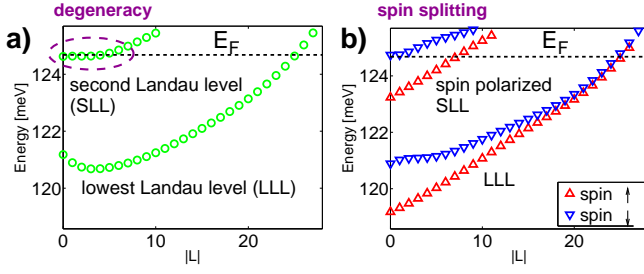 degeneracy
spin splitting
a)
E_F
second Landau level
(SLL)
lowest Landau level (LLL)
Energy [meV]
124
122
120
0
10
20
|L|
b)
E_F
spin polarized
SLL
LLL
Energy [meV]
124
122
120
0
10
20
|L|
spin ↑
spin ↓